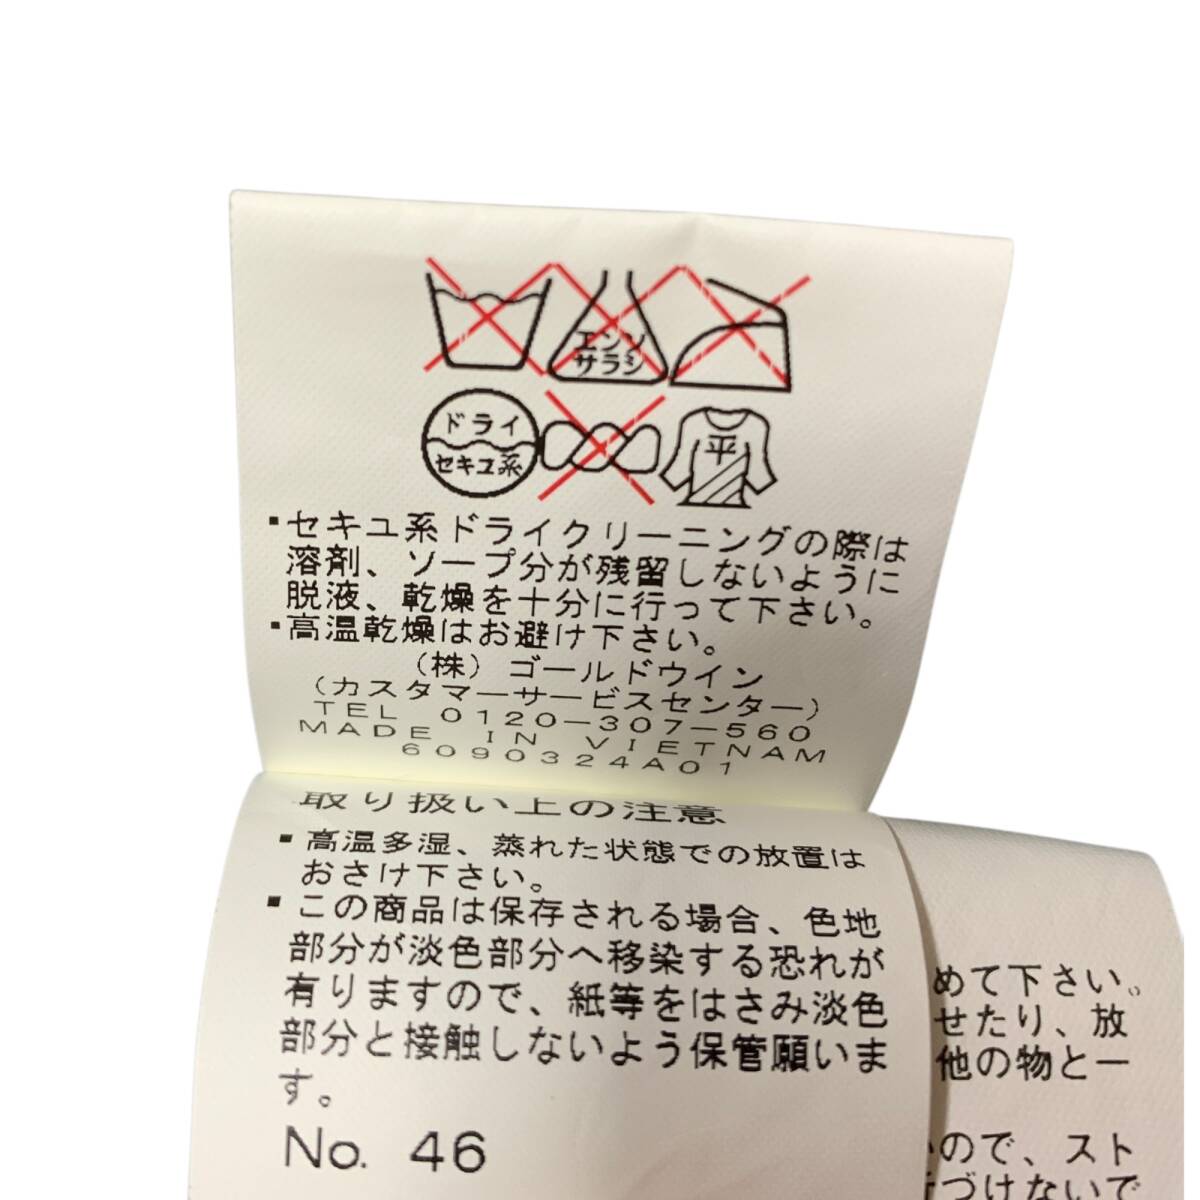 エンソ
サラシ
ドライ
セキユ系
平
▪セキユ系ドライクリーニングの際は
溶剤、ソープ分が残留しないように
脱液、乾燥を十分に行って下さい。
▪高温乾燥はお避け下さい。
(株)ゴールドウイン
(カスタマーサービスセンター)
TEL 0120-307-560
MADE IN VIETNAM
6090324A01
取り扱い上の注意
▪高温多湿、蒸れた状態での放置は
おさけ下さい。
▪この商品は保存される場合、色地
部分が淡色部分へ移染する恐れが
有りますので、紙等をはさみ淡色
部分と接触しないよう保管願いま
す。
No. 46
めて下さい。
せたり、放
他の物と一
ので、スト
づけないで